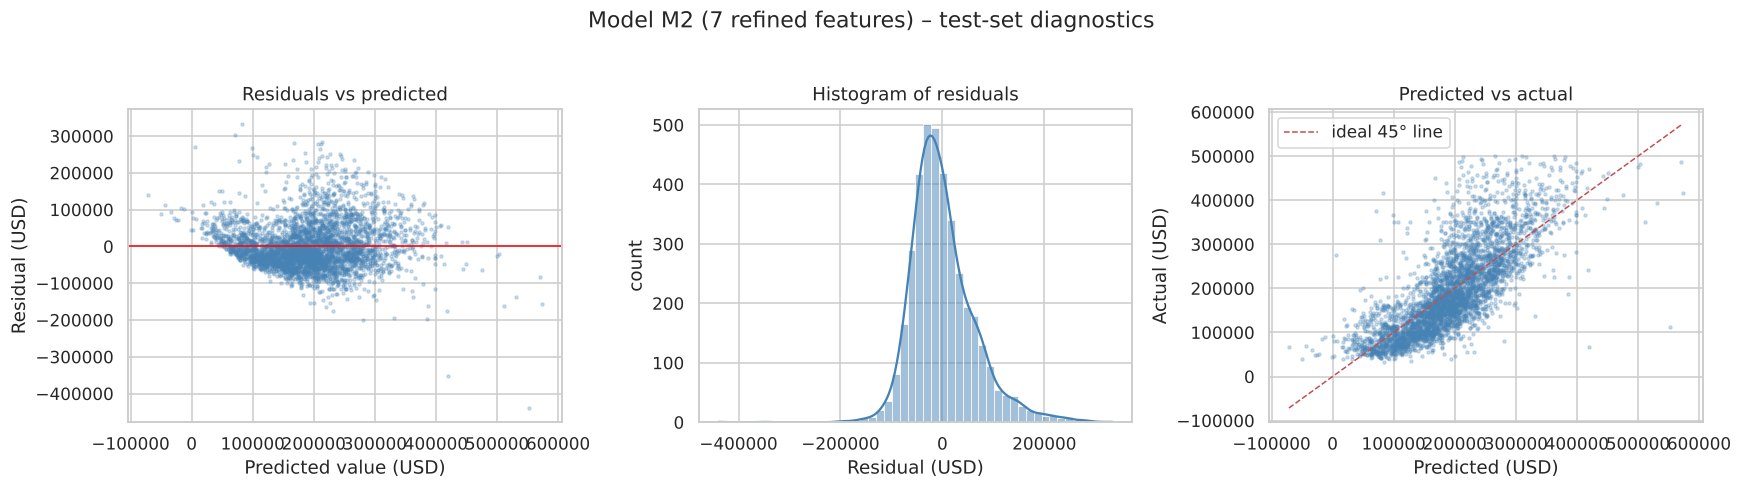 Model M2 (7 refined features) – test-set diagnostics
Residuals vs predicted
300000
200000
100000
0
−100000
−200000
−300000
−400000
Residual (USD)
−100000 0 100000 200000 300000 400000 500000 600000
Predicted value (USD)
Histogram of residuals
500
400
300
200
100
0
count
−400000 −200000 0 200000
Residual (USD)
Predicted vs actual
ideal 45° line
600000
500000
400000
300000
200000
100000
0
−100000
Actual (USD)
−100000 0 100000 200000 300000 400000 500000 600000
Predicted (USD)